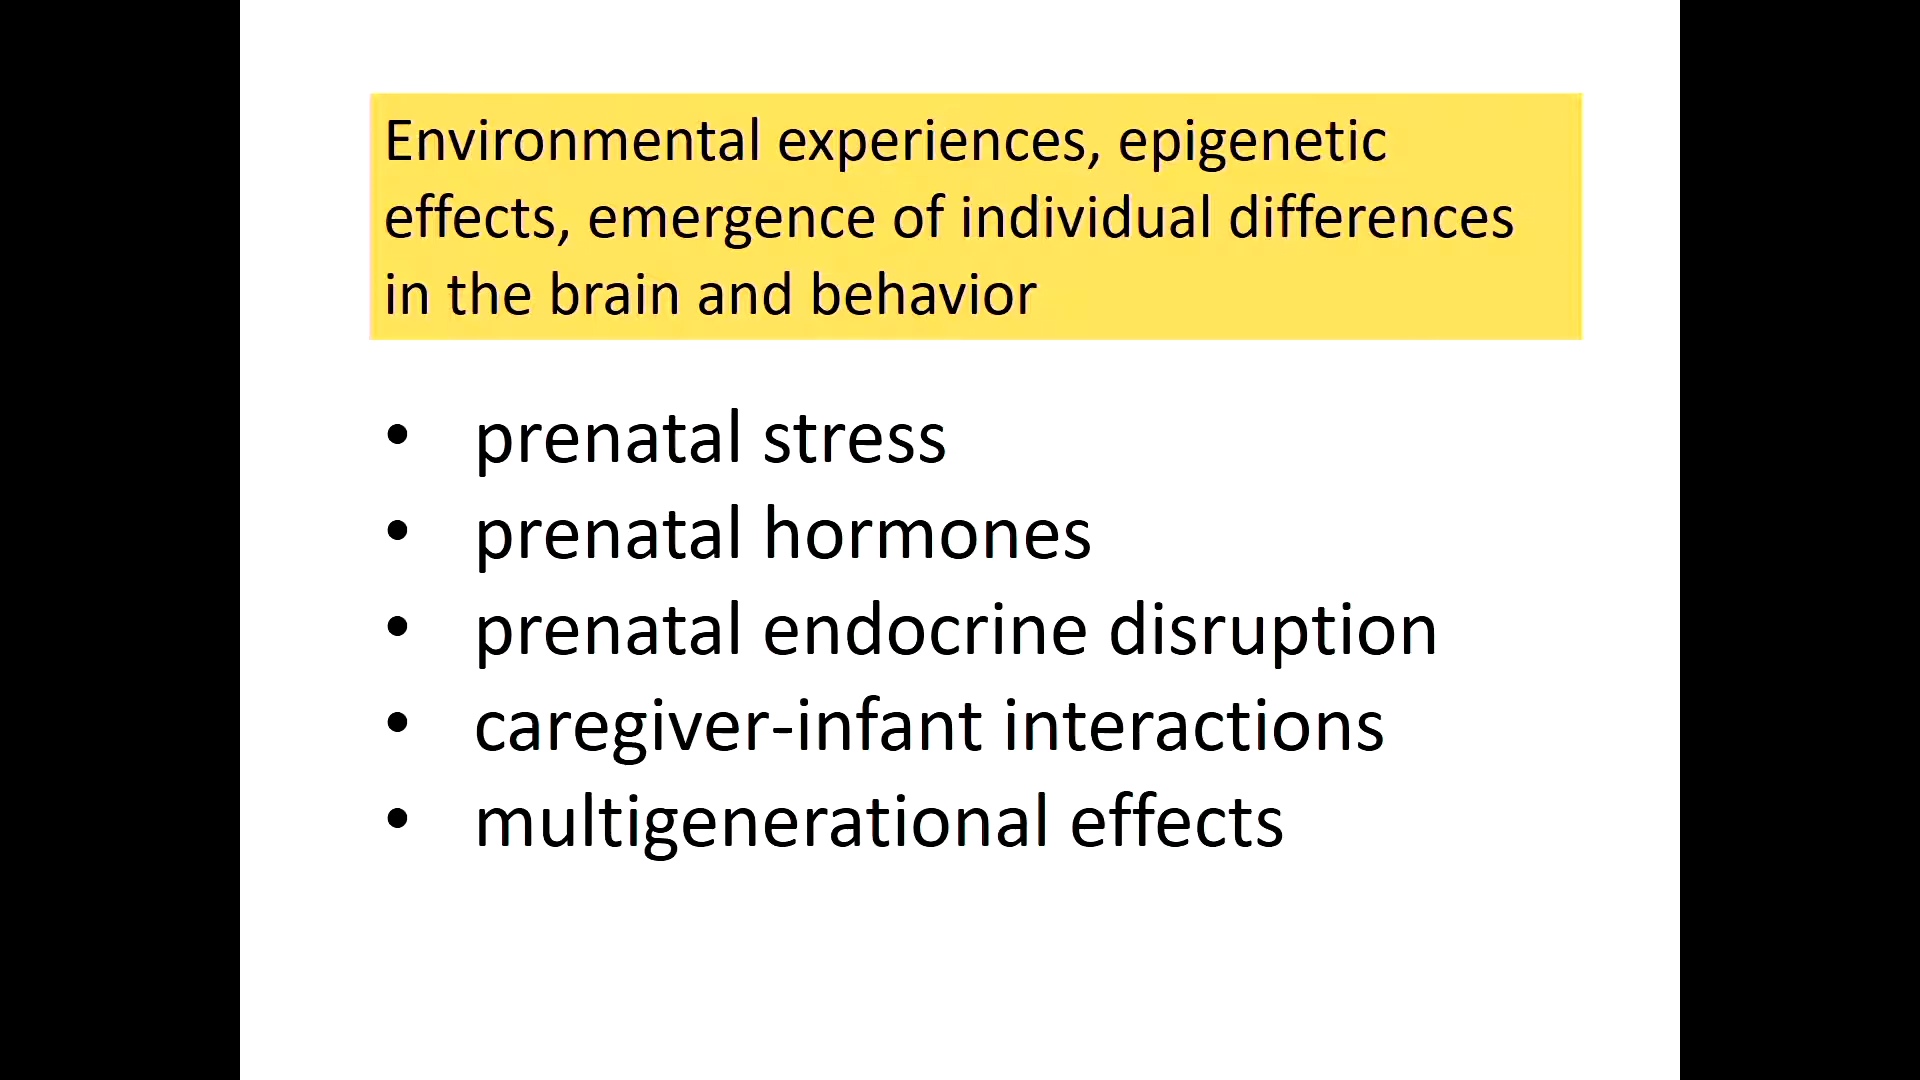 Environmental experiences, epigenetic
effects, emergence of individual differences
in the brain and behavior
• prenatal stress
• prenatal hormones
• prenatal endocrine disruption
• caregiver-infant interactions
• multigenerational effects